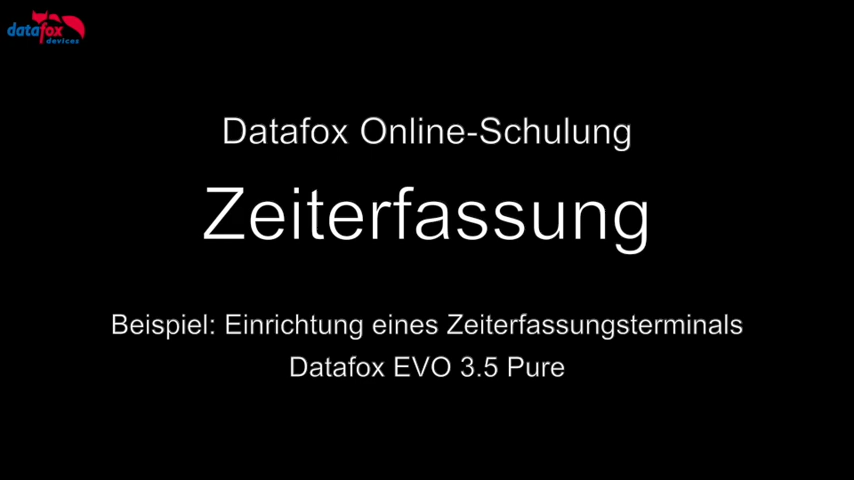 datafox
devices
Datafox Online-Schulung
Zeiterfassung
Beispiel: Einrichtung eines Zeiterfassungsterminals
Datafox EVO 3.5 Pure